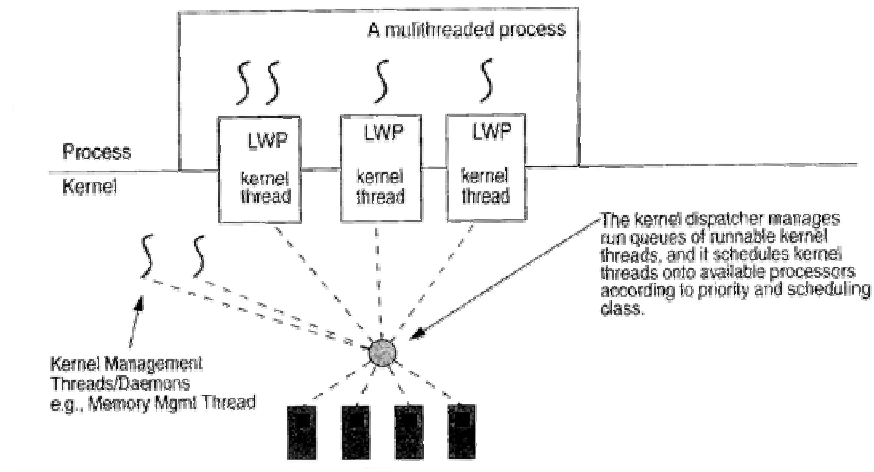 A mulithreaded process
LWP
kernel
thread
LWP
kernel
thread
LWP
kernel
thread
Process
Kernel
The kernel dispatcher manages
run queues of runnable kernel
threads, and it schedules kernel
threads onto available processors
according to priority and scheduling
class.
Kernel Management
Threads/Daemons
e.g., Memory Mgmt Thread